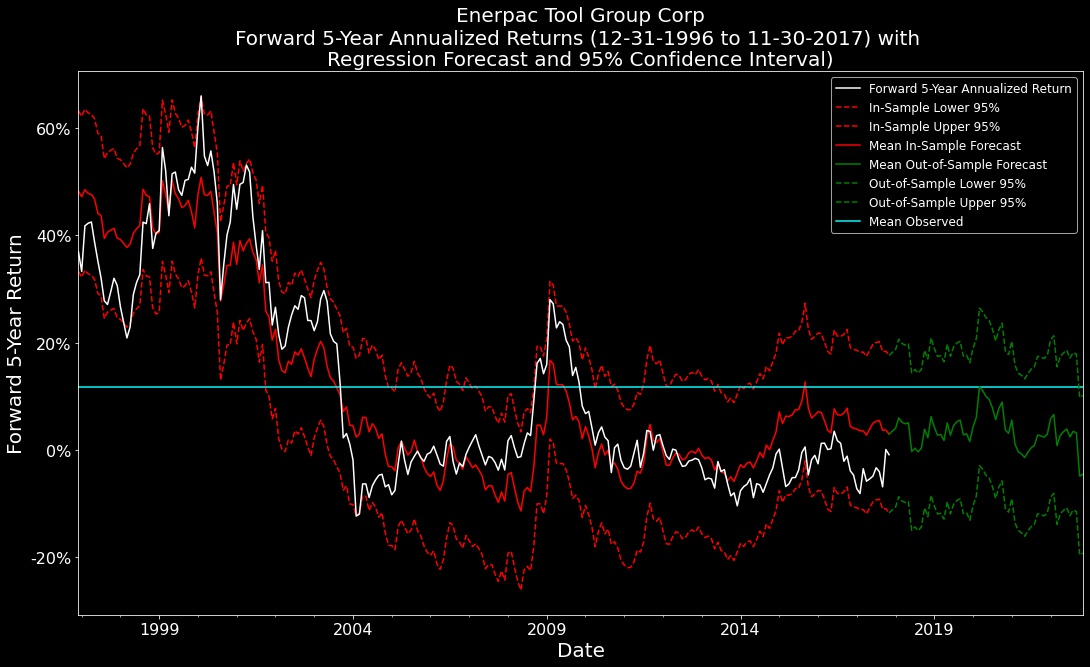 Enerpac Tool Group Corp
Forward 5-Year Annualized Returns (12-31-1996 to 11-30-2017) with
Regression Forecast and 95% Confidence Interval)
Forward 5-Year Annualized Return
In-Sample Lower 95%
In-Sample Upper 95%
Mean In-Sample Forecast
Mean Out-of-Sample Forecast
Out-of-Sample Lower 95%
Out-of-Sample Upper 95%
Mean Observed
Forward 5-Year Return
60%
40%
20%
0%
-20%
1999
2004
2009
2014
2019
Date